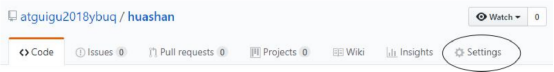 atguigu2018ybuq / huashan Watch 0
Code Issues 0 Pull requests 0 Projects 0 Wiki Insights Settings